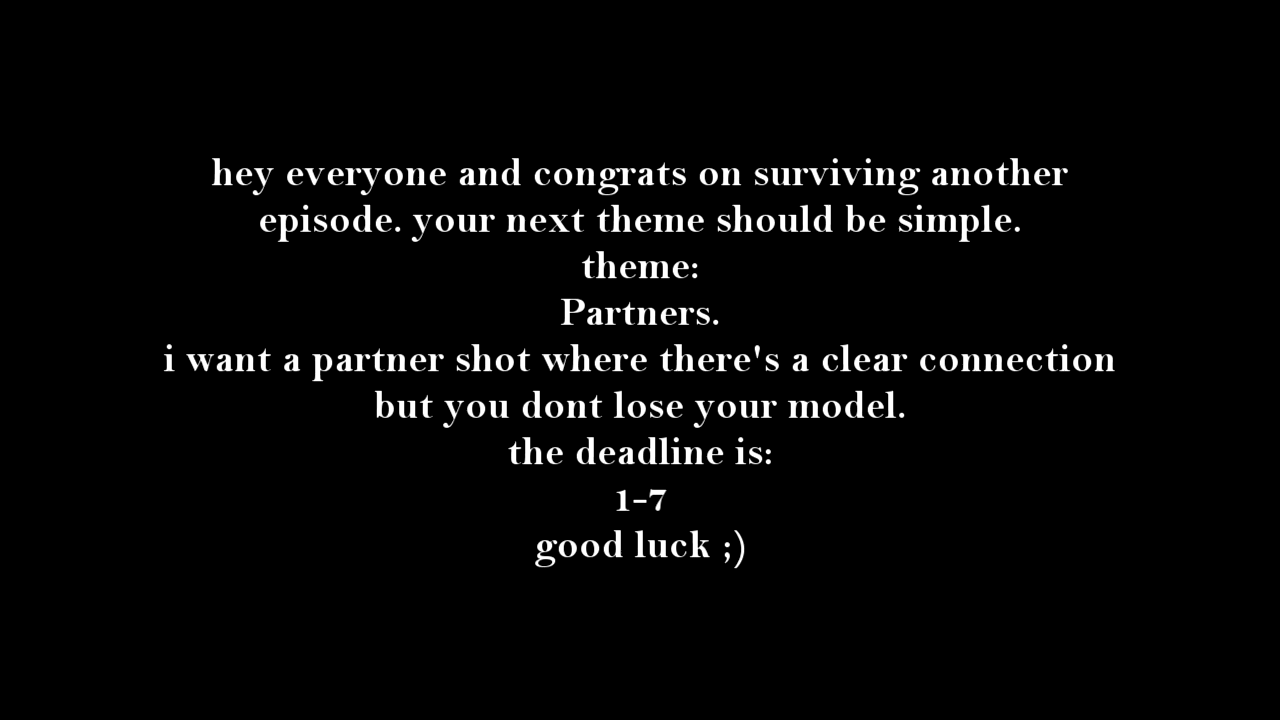 hey everyone and congrats on surviving another
episode. your next theme should be simple.
theme:
Partners.
i want a partner shot where there's a clear connection
but you dont lose your model.
the deadline is:
1-7
good luck ;)